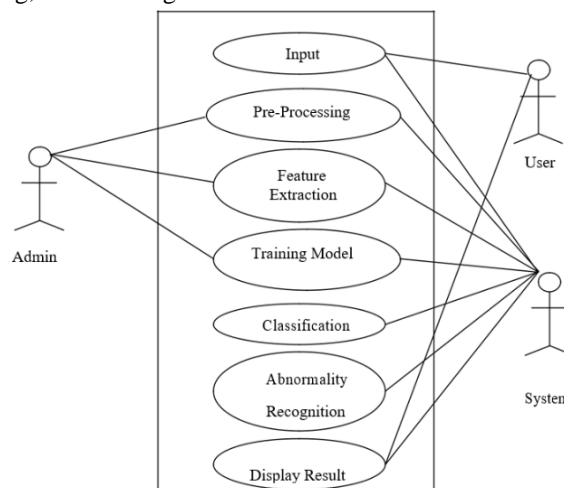 Input
Pre-Processing
User
Feature
Extraction
Admin
Training Model
Classification
Abnormality
Recognition
System
Display Result